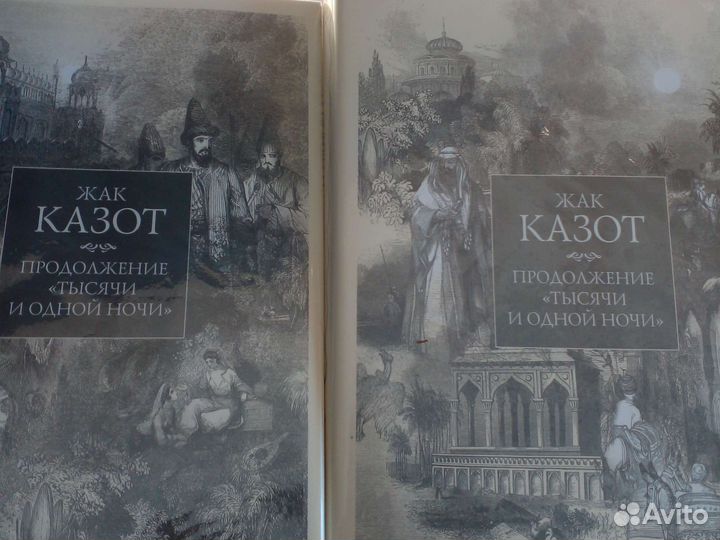 ЖАК
КАЗОТ
ПРОДОЛЖЕНИЕ
«ТЫСЯЧИ
И ОДНОЙ НОЧИ»
ЖАК
КАЗОТ
ПРОДОЛЖЕНИЕ
«ТЫСЯЧИ
И ОДНОЙ НОЧИ»
Avito